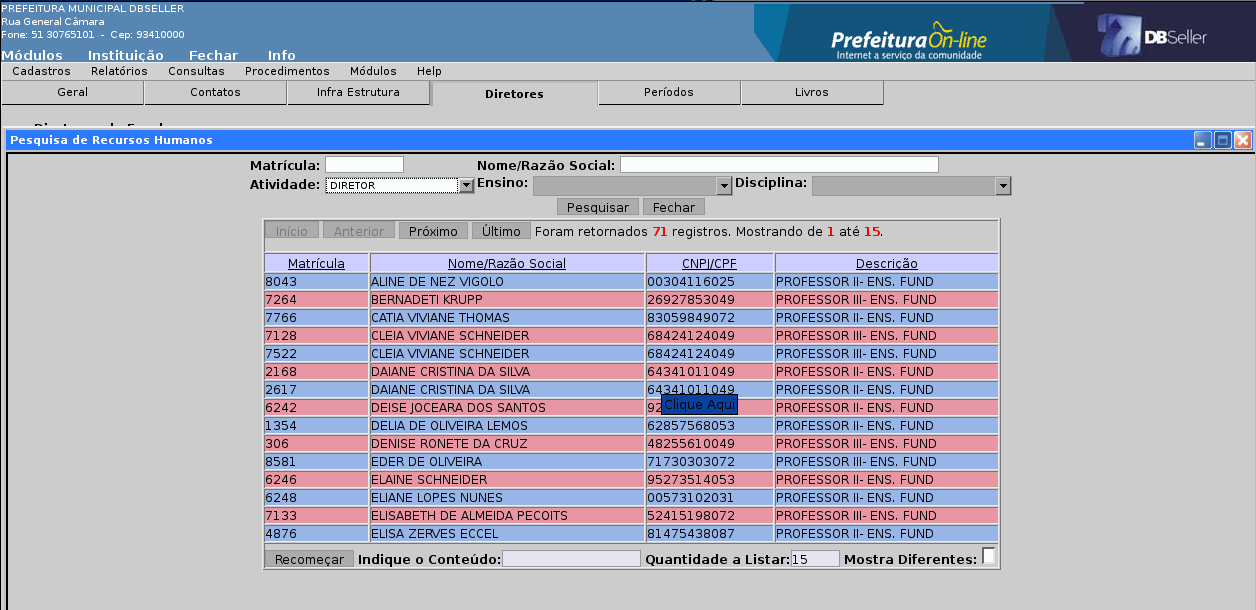 PREFEITURA MUNICIPAL DBSELLER
Rua General Câmara
Fone: 51 30765101 - Cep: 93410000
Prefeitura On-line
Internet a serviço da comunidade
DBSeller
Módulos Instituição Fechar Info
Cadastros Relatórios Consultas Procedimentos Módulos Help
Geral Contatos Infra Estrutura Diretores Períodos Livros
Pesquisa de Recursos Humanos
Matrícula: Nome/Razão Social:
Atividade: DIRETOR Ensino: Disciplina:
Pesquisar Fechar
Início Anterior Próximo Último Foram retornados 71 registros. Mostrando de 1 até 15.
Matrícula Nome/Razão Social CNPJ/CPF Descrição
8043 ALINE DE NEZ VIGOLO 00304116025 PROFESSOR II- ENS. FUND
7264 BERNADETI KRUPP 26927853049 PROFESSOR III- ENS. FUND
7766 CATIA VIVIANE THOMAS 83059849072 PROFESSOR II- ENS. FUND
7128 CLEIA VIVIANE SCHNEIDER 68424124049 PROFESSOR III- ENS. FUND
7522 CLEIA VIVIANE SCHNEIDER 68424124049 PROFESSOR III- ENS. FUND
2168 DAIANE CRISTINA DA SILVA 64341011049 PROFESSOR II- ENS. FUND
2617 DAIANE CRISTINA DA SILVA 64341011049 PROFESSOR II- ENS. FUND
6242 DEISE JOCEARA DOS SANTOS 92 Clique Aqui PROFESSOR II- ENS. FUND
1354 DELIA DE OLIVEIRA LEMOS 62857568053 PROFESSOR II- ENS. FUND
306 DENISE RONETE DA CRUZ 48255610049 PROFESSOR III- ENS. FUND
8581 EDER DE OLIVEIRA 71730303072 PROFESSOR III- ENS. FUND
6246 ELAINE SCHNEIDER 95273514053 PROFESSOR II- ENS. FUND
6248 ELIANE LOPES NUNES 00573102031 PROFESSOR II- ENS. FUND
7133 ELISABETH DE ALMEIDA PECOITS 52415198072 PROFESSOR III- ENS. FUND
4876 ELISA ZERVES ECCEL 81475438087 PROFESSOR II- ENS. FUND
Recomeçar Indique o Conteúdo: Quantidade a Listar: 15 Mostra Diferentes: